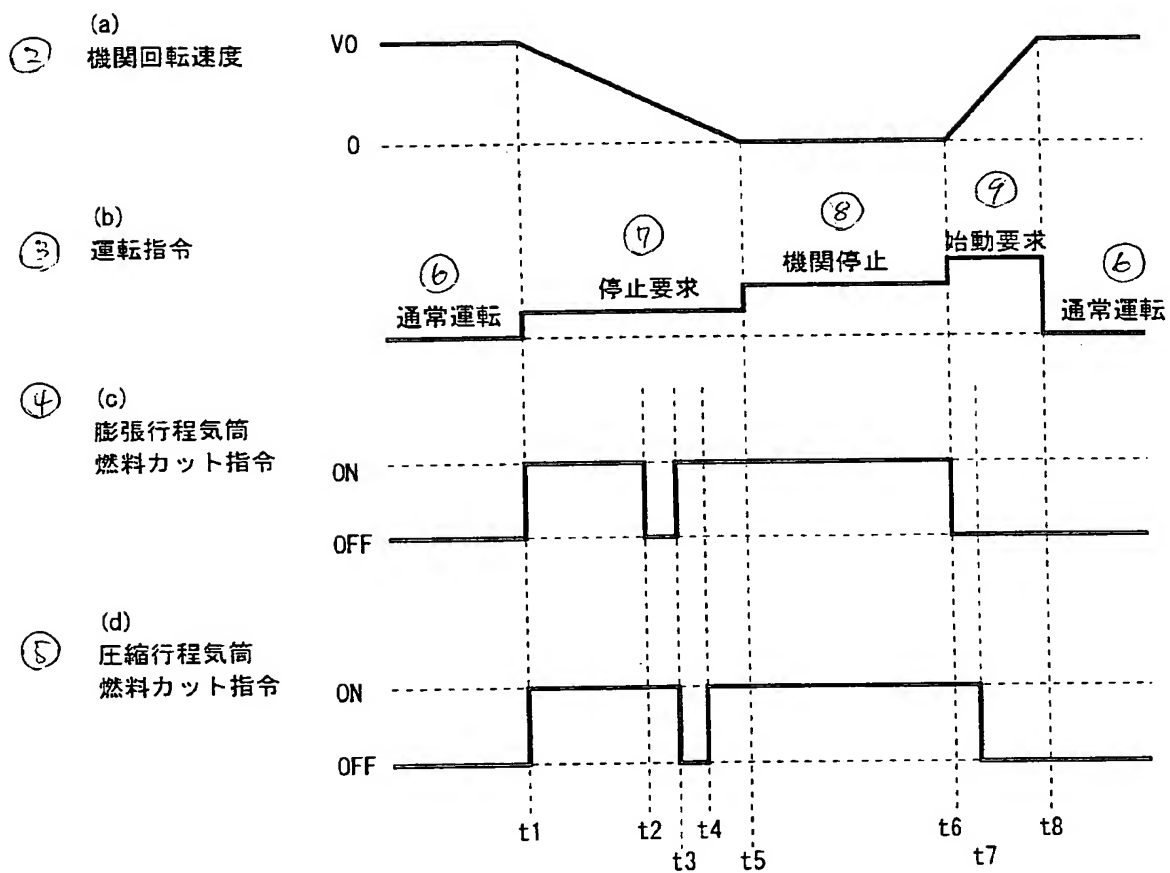 (a)
② 機関回転速度
V0
0
(b)
③ 運転指令
⑥
通常運転
⑦
停止要求
⑧
機関停止
⑨
始動要求
⑥
通常運転
④ (c)
膨張行程気筒
燃料カット指令
ON
OFF
(d)
⑤ 圧縮行程気筒
燃料カット指令
ON
OFF
t1 t2 t3 t4 t5 t6 t7 t8